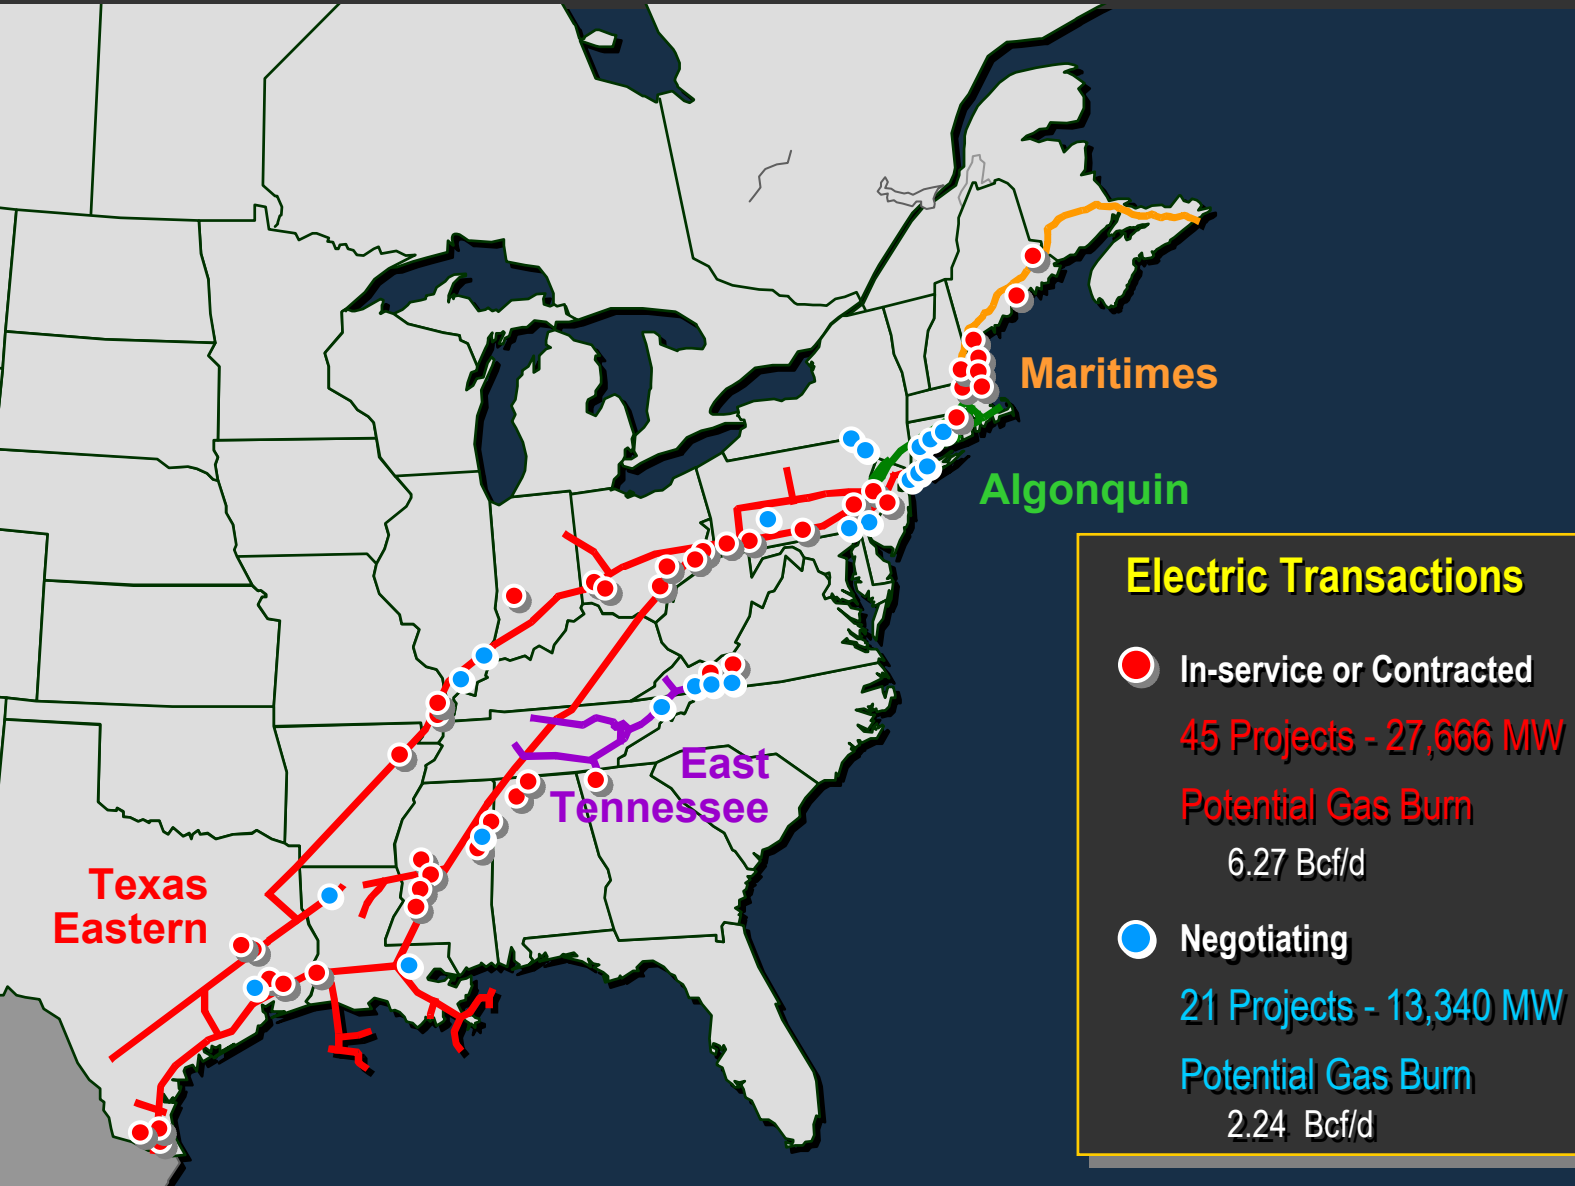 Maritimes
Algonquin
East
Tennessee
Texas
Eastern
Electric Transactions
In-service or Contracted
45 Projects - 27,666 MW
Potential Gas Burn
6.27 Bcf/d
Negotiating
21 Projects - 13,340 MW
Potential Gas Burn
2.24 Bcf/d